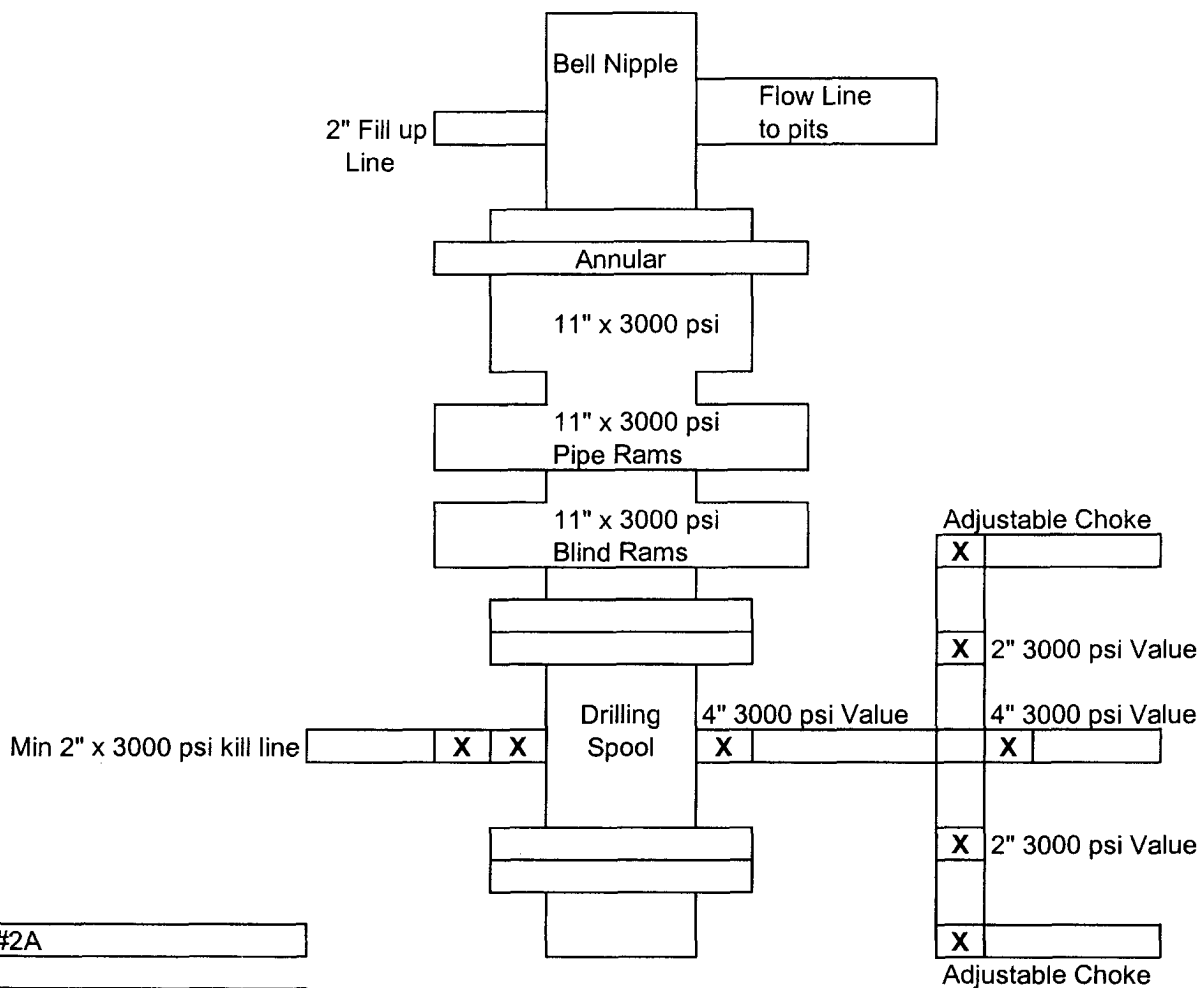 Bell Nipple
Flow Line
to pits
2" Fill up
Line
Annular
11" x 3000 psi
11" x 3000 psi
Pipe Rams
11" x 3000 psi
Blind Rams
Adjustable Choke
X
X 2" 3000 psi Value
Drilling
Spool
4" 3000 psi Value
4" 3000 psi Value
Min 2" x 3000 psi kill line
X X
X
X
X 2" 3000 psi Value
#2A
X
Adjustable Choke